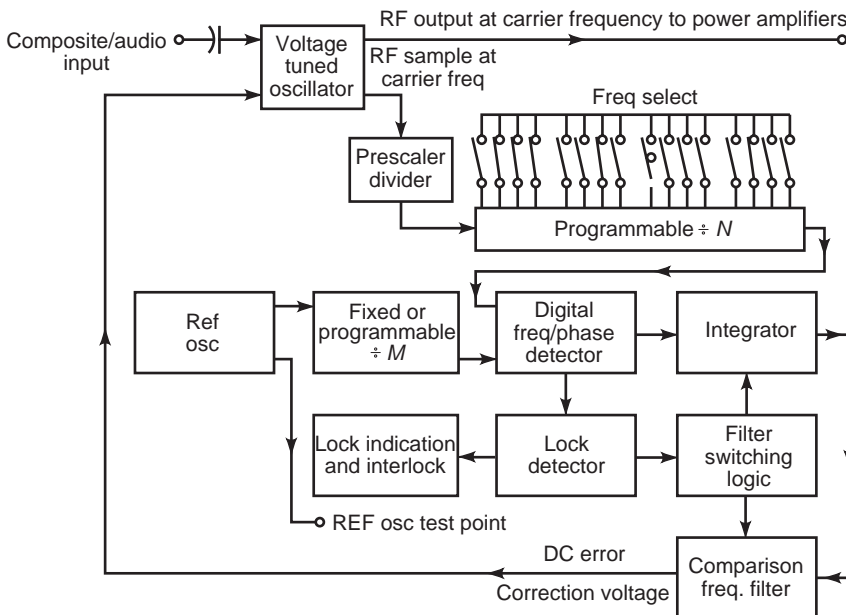 RF output at carrier frequency to power amplifiers
Composite/audio
input
Voltage
tuned
oscillator
RF sample at
carrier freq
Freq select
Prescaler
divider
Programmable ÷ N
Ref
osc
Fixed or
programmable
÷ M
Digital
freq/phase
detector
Integrator
Lock indication
and interlock
Lock
detector
Filter
switching
logic
REF osc test point
DC error
Correction voltage
Comparison
freq. filter